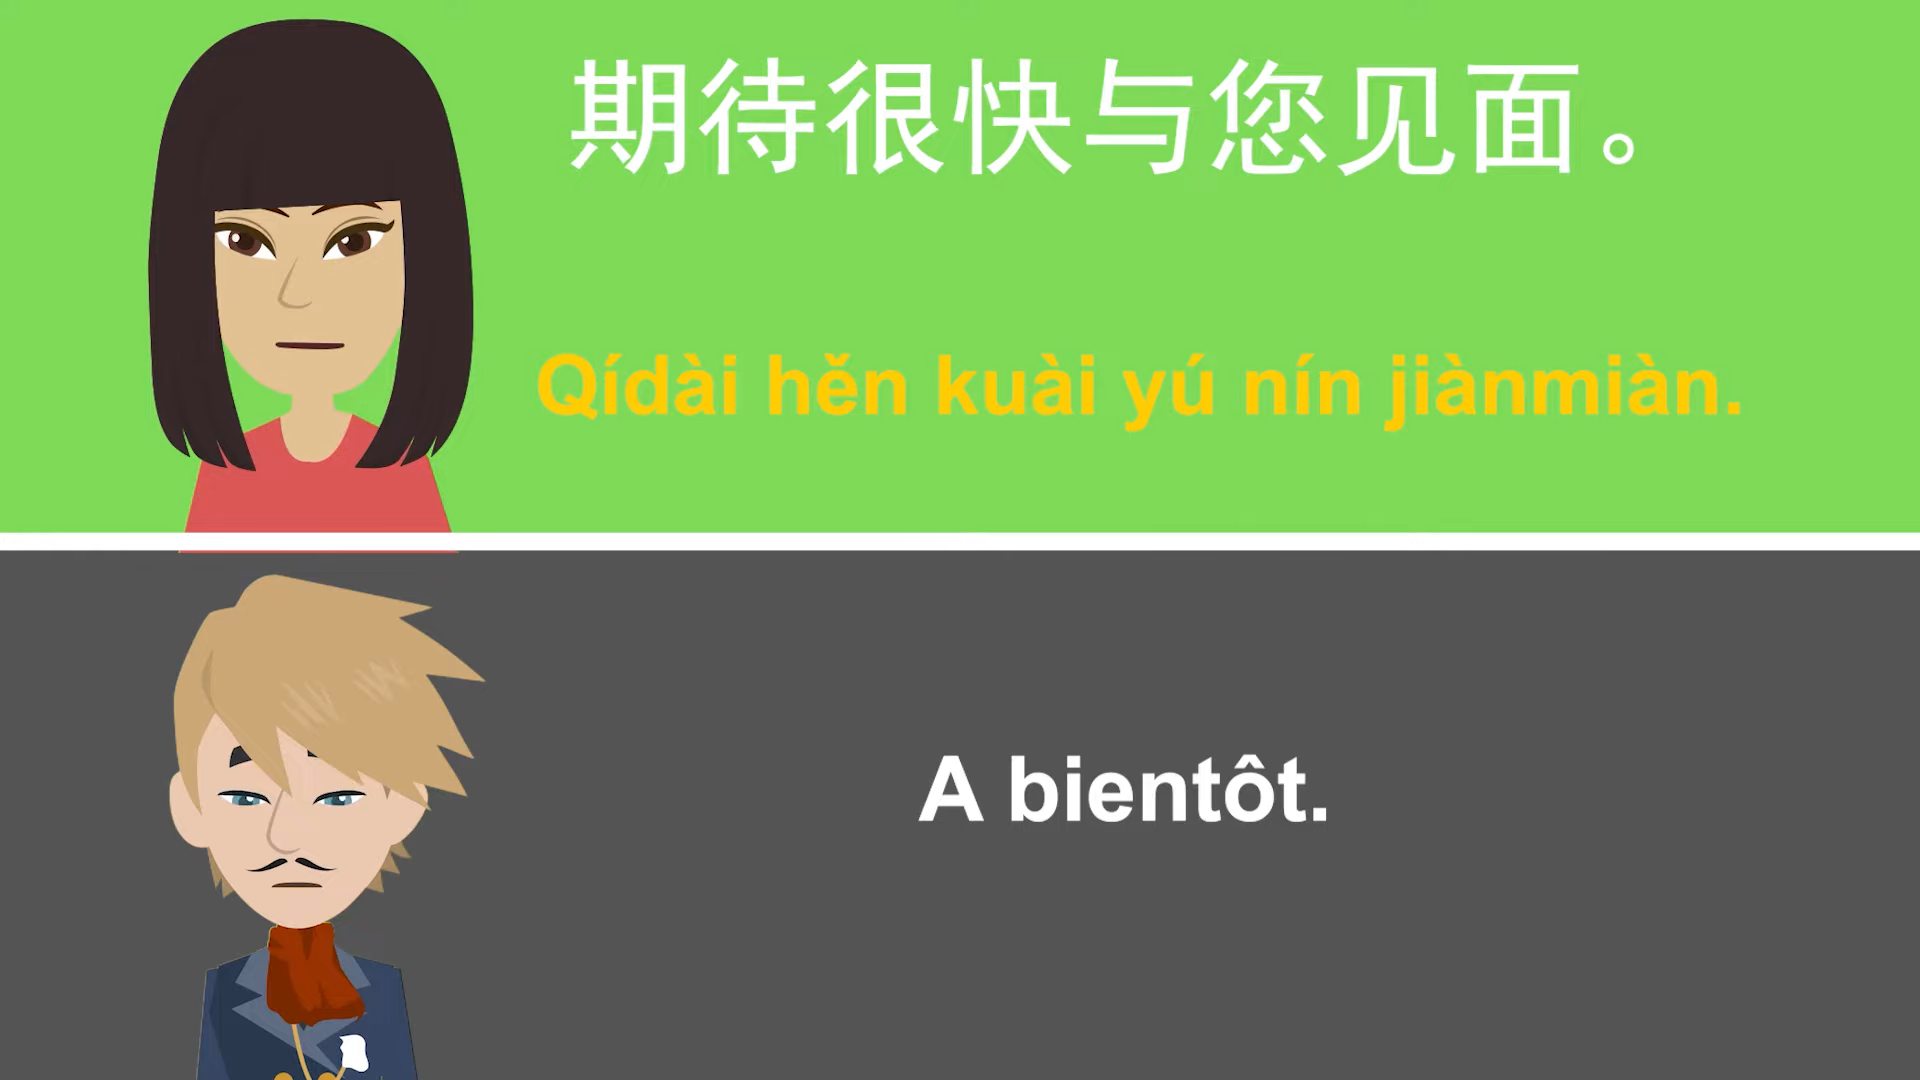 期待很快与您见面。
Qídài hěn kuài yú nín jiànmiàn.
A bientôt.